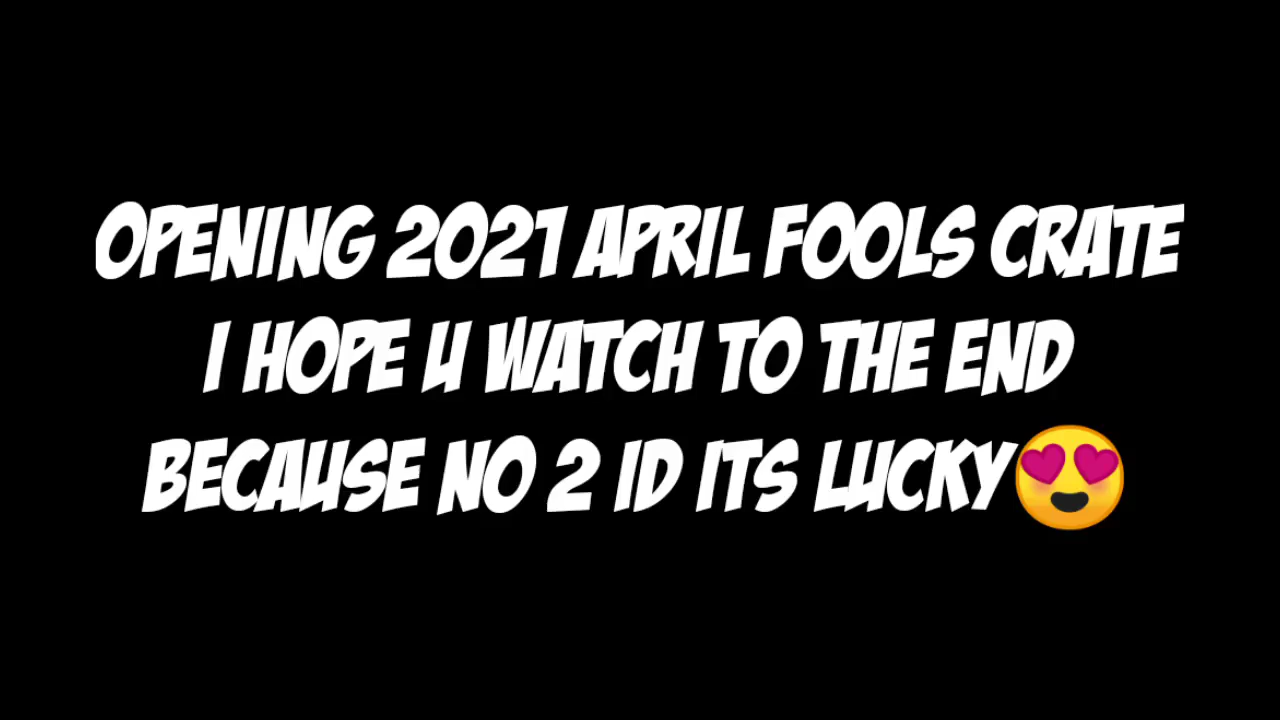 OPENING 2021 APRIL FOOLS CRATE
I HOPE U WATCH TO THE END
BECAUSE NO 2 ID ITS LUCKY😍